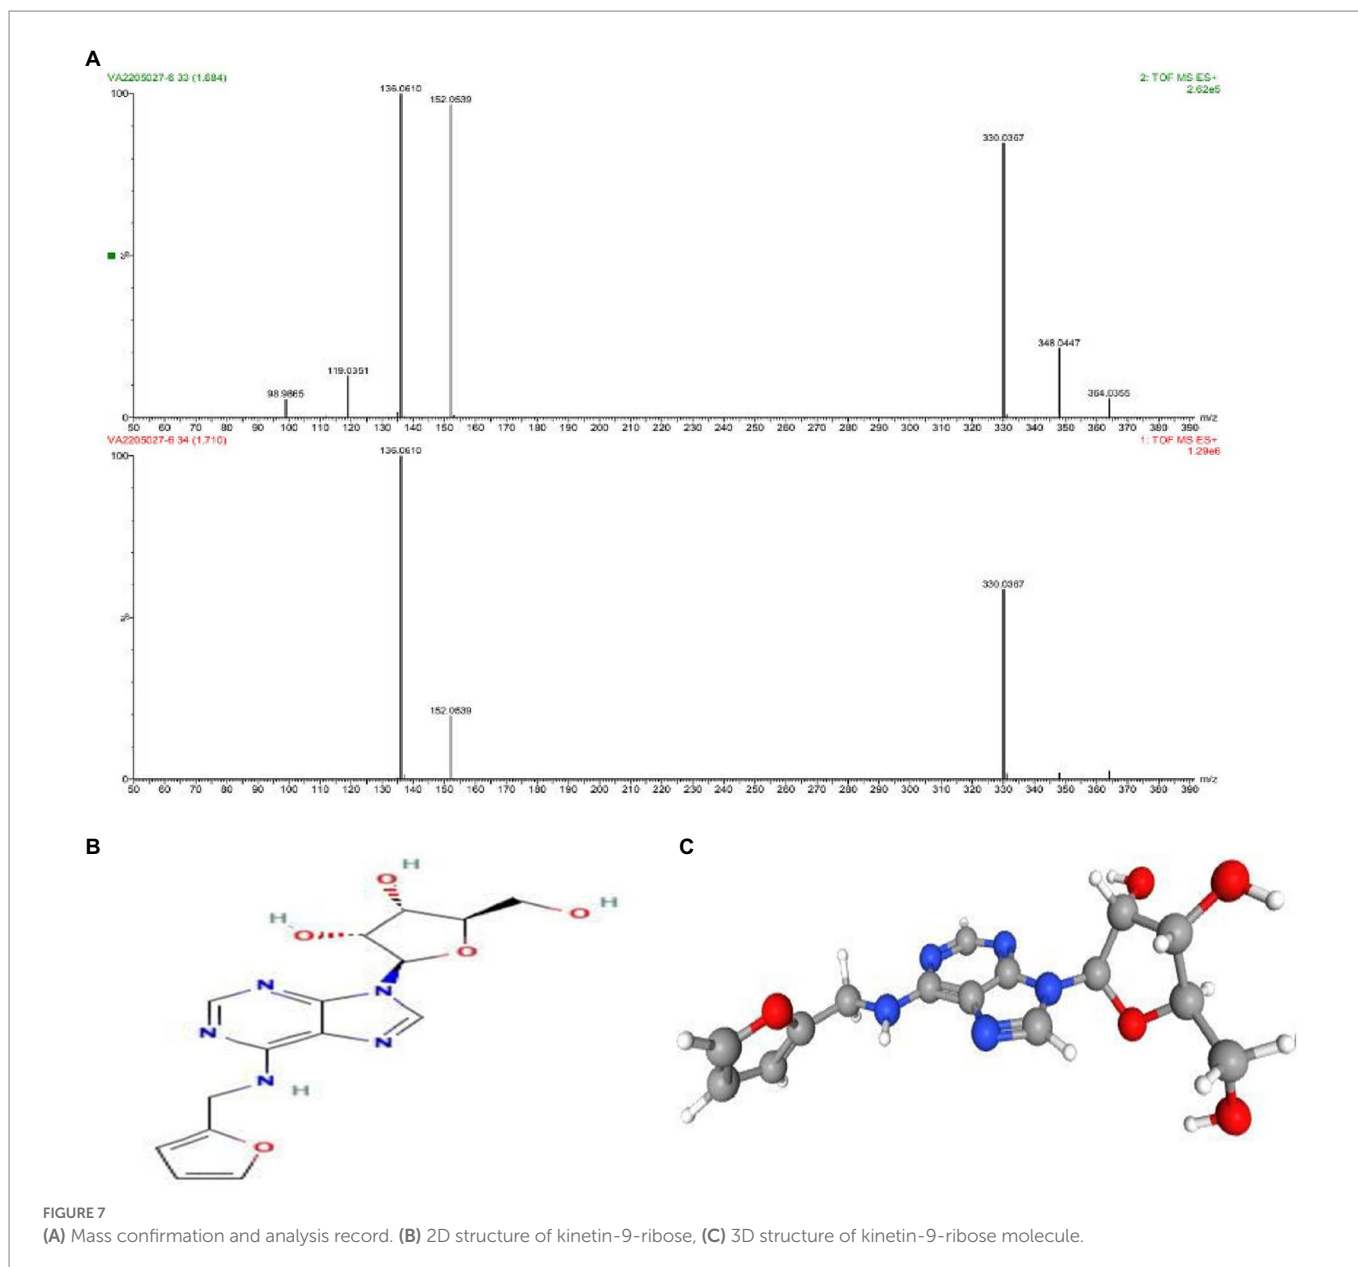 A
VA2205027-6 33 (1.684)
2: TOF MS ES+
2.62e5
100
136.0610
152.0539
330.0367
%
348.0447
119.0351
98.9865
364.0355
0
m/z
50 60 70 80 90 100 110 120 130 140 150 160 170 180 190 200 210 220 230 240 250 260 270 280 290 300 310 320 330 340 350 360 370 380 390
VA2205027-6 34 (1.710)
1: TOF MS ES+
1.29e6
100
136.0610
330.0367
%
152.0539
0
m/z
50 60 70 80 90 100 110 120 130 140 150 160 170 180 190 200 210 220 230 240 250 260 270 280 290 300 310 320 330 340 350 360 370 380 390
B
C
H
O
H
O
H
O
O
N
N
N
N
N
H
O
FIGURE 7
(A) Mass confirmation and analysis record. (B) 2D structure of kinetin-9-ribose, (C) 3D structure of kinetin-9-ribose molecule.